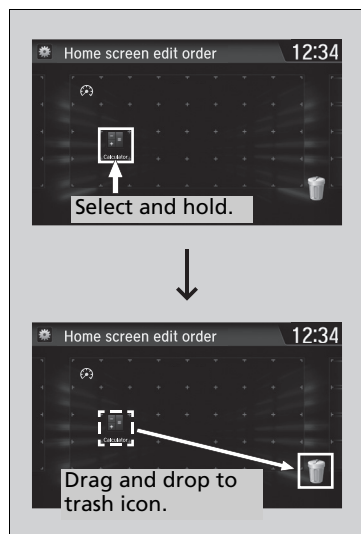 Home screen edit order 12:34
Calculator
Select and hold.
Home screen edit order 12:34
Calculator
Drag and drop to
trash icon.